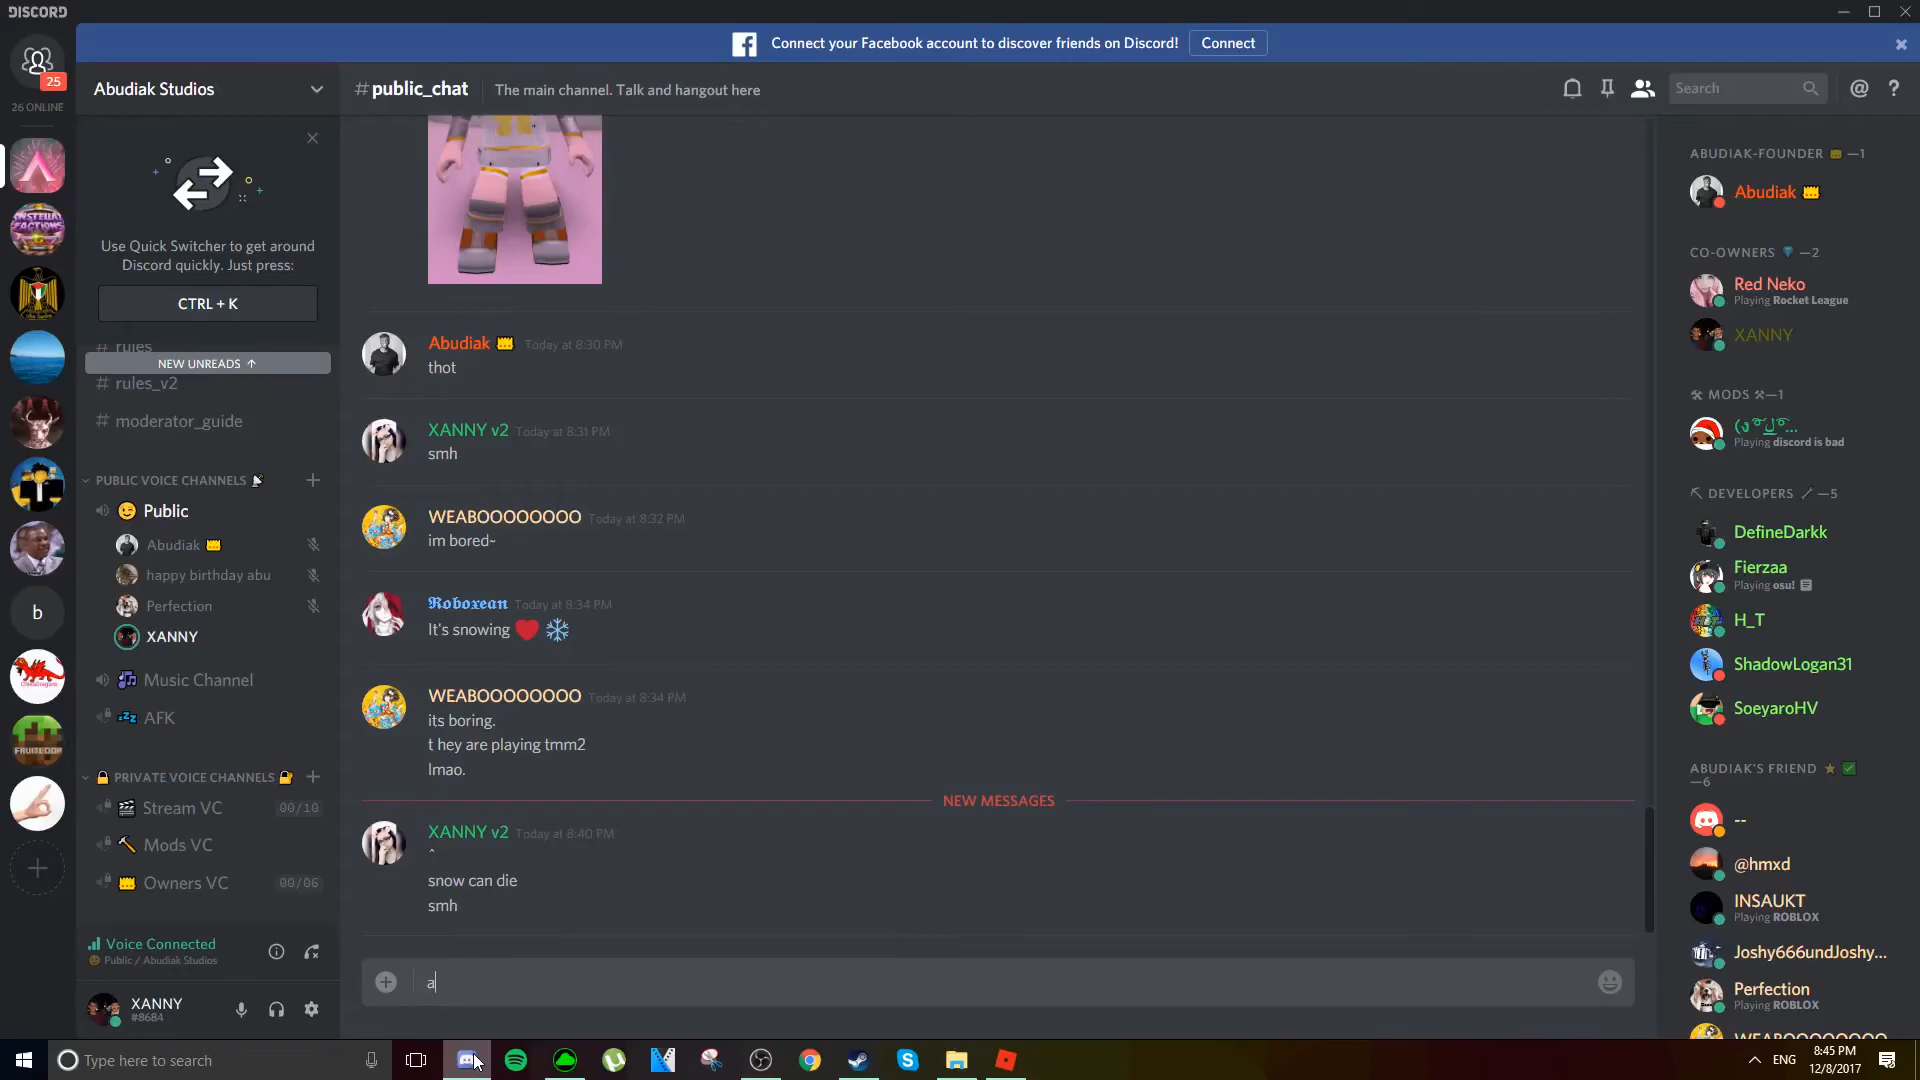 DISCORD
Connect your Facebook account to discover friends on Discord!
Connect
25
26 ONLINE
Abudiak Studios
#public_chat
The main channel. Talk and hangout here
Search
Use Quick Switcher to get around
Discord quickly. Just press:
CTRL + K
# rules
NEW UNREADS ↑
# rules_v2
# moderator_guide
PUBLIC VOICE CHANNELS
Public
Abudiak
happy birthday abu
Perfection
XANNY
Music Channel
AFK
PRIVATE VOICE CHANNELS
Stream VC 00/10
Mods VC
Owners VC 00/06
Voice Connected
Public / Abudiak Studios
XANNY
#8684
b
FRUITLOOP
Abudiak Today at 8:30 PM
thot
XANNY v2 Today at 8:31 PM
smh
WEABOOOOOOOO Today at 8:32 PM
im bored~
𝕽𝖔𝖇𝖔𝖝𝖊𝖆𝖓 Today at 8:34 PM
It's snowing ❤ ❄
WEABOOOOOOOO Today at 8:34 PM
its boring.
t hey are playing tmm2
lmao.
NEW MESSAGES
XANNY v2 Today at 8:40 PM
^
snow can die
smh
a
ABUDIAK-FOUNDER —1
Abudiak
CO-OWNERS —2
Red Neko
Playing Rocket League
XANNY
MODS —1
Playing discord is bad
DEVELOPERS —5
DefineDarkk
Fierzaa
Playing osu!
H_T
ShadowLogan31
SoeyaroHV
ABUDIAK'S FRIEND
—6
--
@hmxd
INSAUKT
Playing ROBLOX
Joshy666undJoshy...
Perfection
Playing ROBLOX
Type here to search
ENG
8:45 PM
12/8/2017